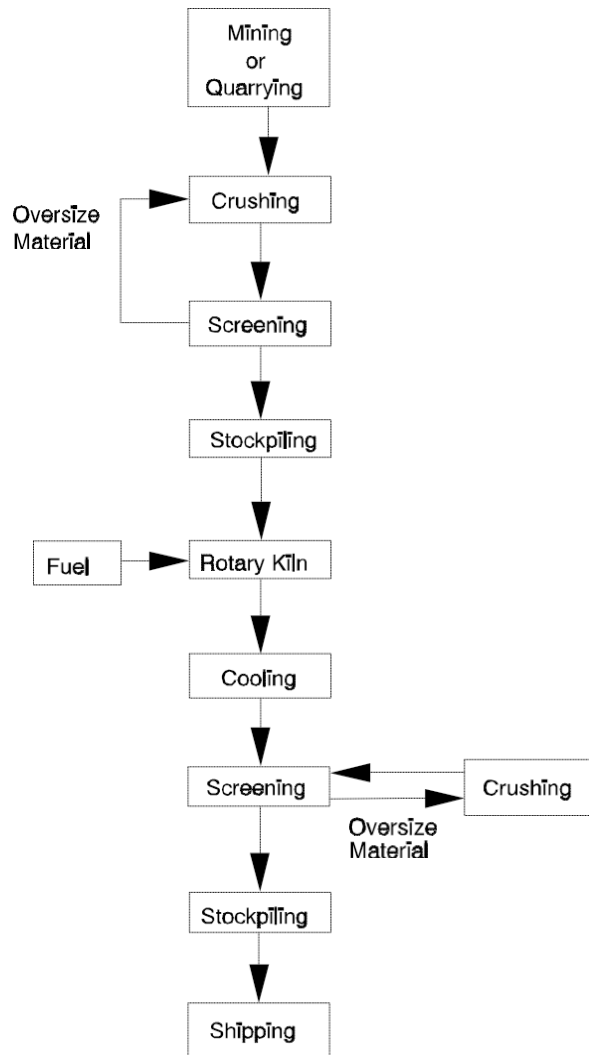 Mining
or
Quarrying
Crushing
Oversize
Material
Screening
Stockpiling
Fuel
Rotary Kiln
Cooling
Screening
Crushing
Oversize
Material
Stockpiling
Shipping